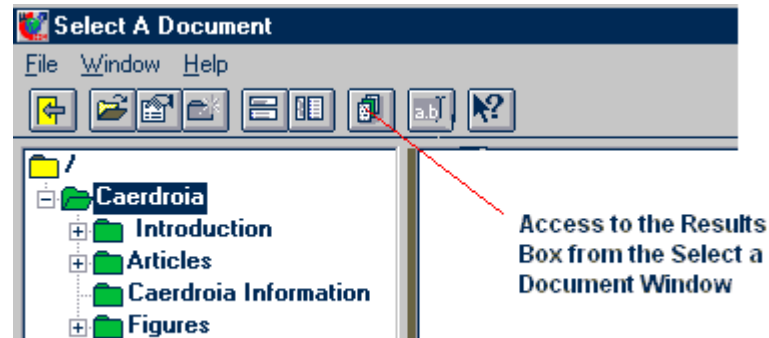 Select A Document
File Window Help
a.b
/
Caerdroia
Introduction
Articles
Caerdroia Information
Figures
Access to the Results
Box from the Select a
Document Window